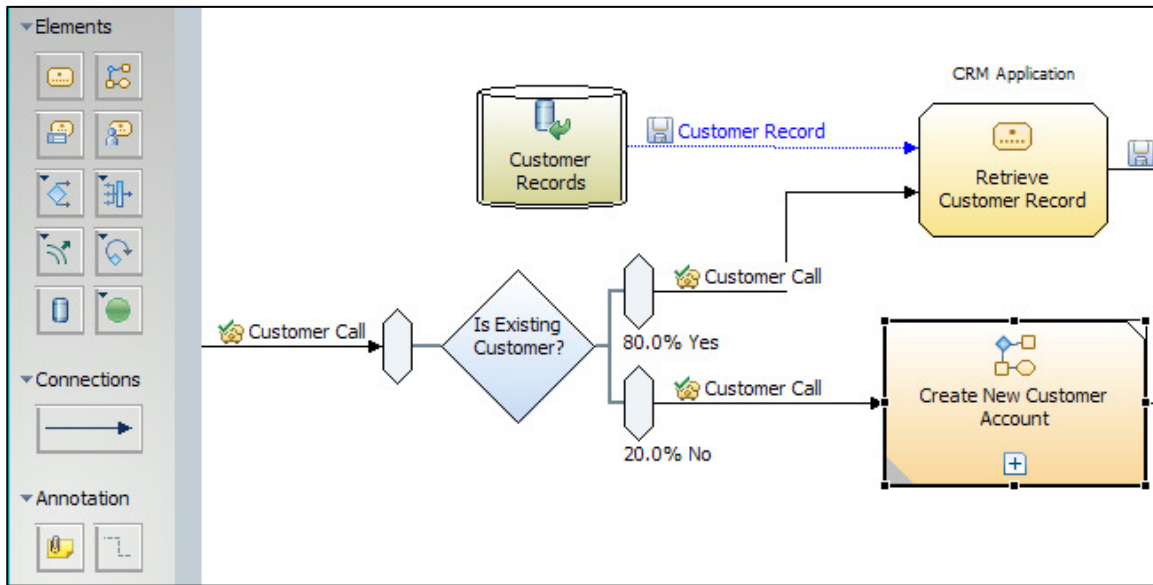 Elements
Connections
Annotation
CRM Application
Customer
Records
Customer Record
Retrieve
Customer Record
Customer Call
Is Existing
Customer?
Customer Call
80.0% Yes
Customer Call
20.0% No
Create New Customer
Account